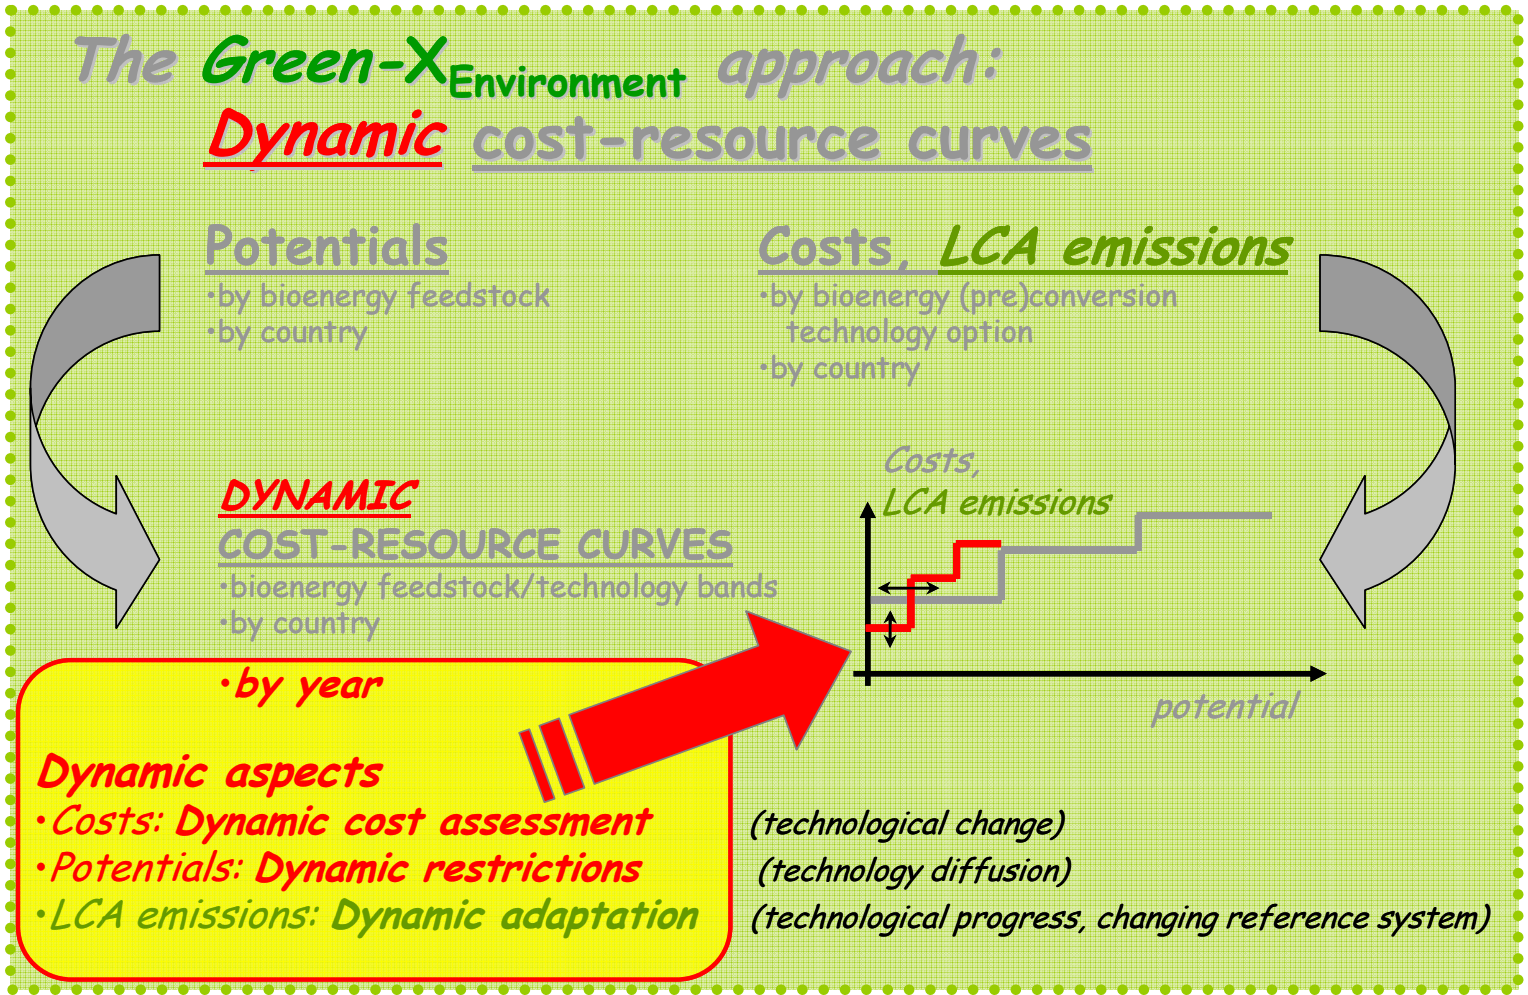 The Green-X Environment approach:
Dynamic cost-resource curves
Potentials
•by bioenergy feedstock
•by country
Costs, LCA emissions
•by bioenergy (pre)conversion
technology option
•by country
DYNAMIC
COST-RESOURCE CURVES
•bioenergy feedstock/technology bands
•by country
•by year
Costs,
LCA emissions
potential
Dynamic aspects
•Costs: Dynamic cost assessment (technological change)
•Potentials: Dynamic restrictions (technology diffusion)
•LCA emissions: Dynamic adaptation (technological progress, changing reference system)